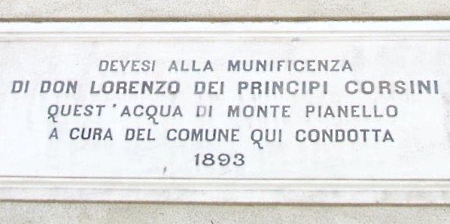 DEVESI ALLA MUNIFICENZA
DI DON LORENZO DEI PRINCIPI CORSINI
QUEST'ACQUA DI MONTE PIANELLO
A CURA DEL COMUNE QUI CONDOTTA
1893